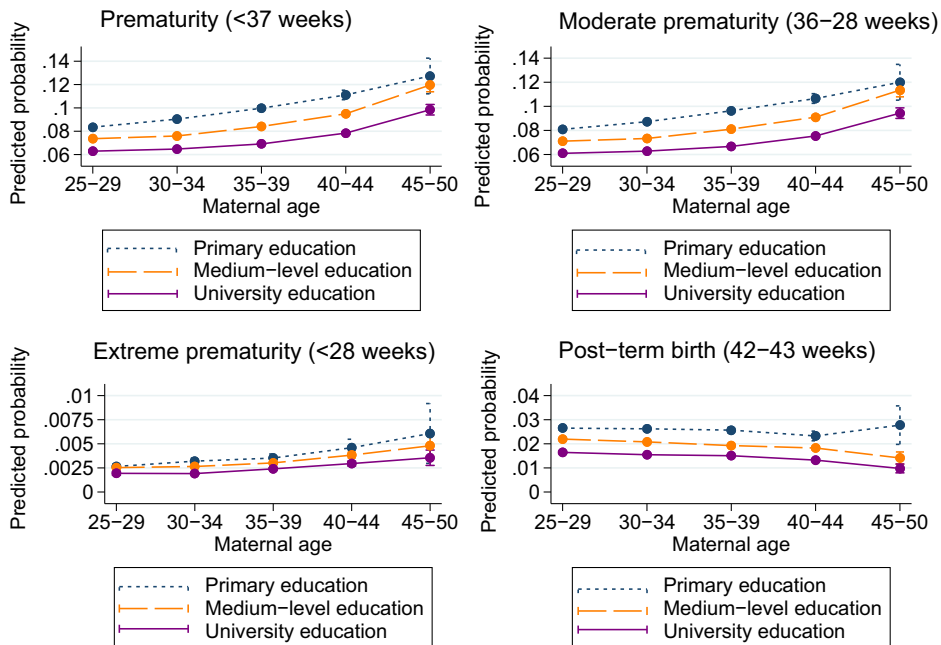 Prematurity (<37 weeks)
Predicted probability
.14
.12
.1
.08
.06
25−29 30−34 35−39 40−44 45−50
Maternal age
Primary education
Medium−level education
University education
Moderate prematurity (36−28 weeks)
Predicted probability
.14
.12
.1
.08
.06
25−29 30−34 35−39 40−44 45−50
Maternal age
Primary education
Medium−level education
University education
Extreme prematurity (<28 weeks)
Predicted probability
.01
.0075
.005
.0025
0
25−29 30−34 35−39 40−44 45−50
Maternal age
Primary education
Medium−level education
University education
Post−term birth (42−43 weeks)
Predicted probability
.04
.03
.02
.01
0
25−29 30−34 35−39 40−44 45−50
Maternal age
Primary education
Medium−level education
University education